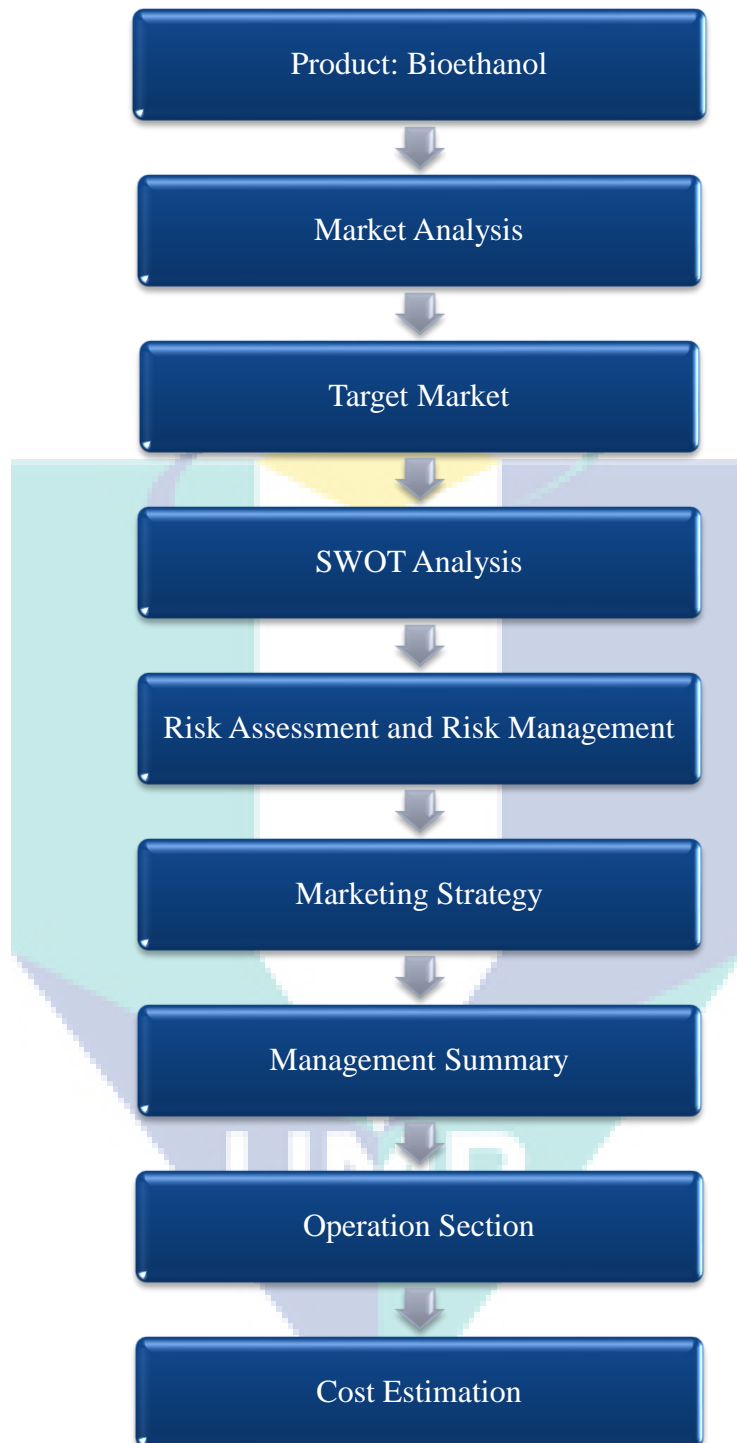 Product: Bioethanol
Market Analysis
Target Market
SWOT Analysis
Risk Assessment and Risk Management
Marketing Strategy
Management Summary
Operation Section
Cost Estimation